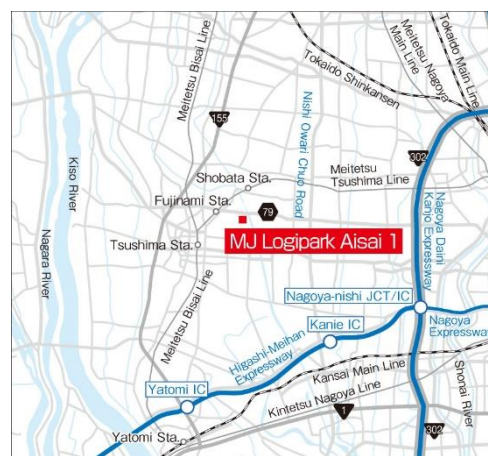 Meitetsu Bisai Line
Tokaido Main Line
Meitetsu Nagoya
Main Line
Tokaido Shinkansen
155
Nishi Owari Chuo Road
302
Kiso River
Shobata Sta.
Meitetsu
Tsushima Line
Fujinami Sta.
79
Nagara River
Tsushima Sta.
MJ Logipark Aisai 1
Nagoya Daini
Kanjo Expressway
Nagoya-nishi JCT/IC
Meitetsu Bisai Line
Kanie IC
Nagoya
Expressway
Higashi-Meihan
Expressway
Kansai Main Line
Yatomi IC
Kintetsu Nagoya Line
Shonai River
1
302
Yatomi Sta.